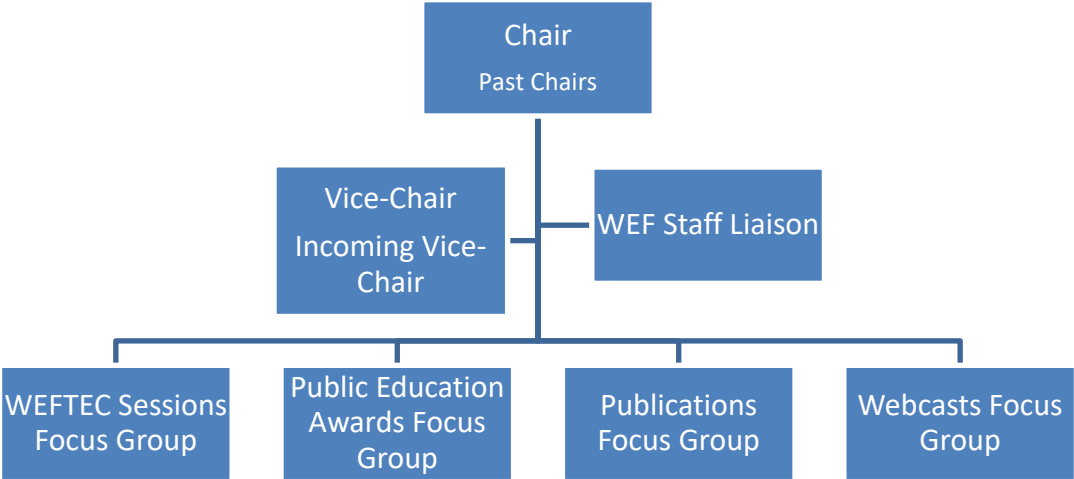 Chair
Past Chairs
Vice-Chair
Incoming Vice-
Chair
WEF Staff Liaison
WEFTEC Sessions
Focus Group
Public Education
Awards Focus
Group
Publications
Focus Group
Webcasts Focus
Group